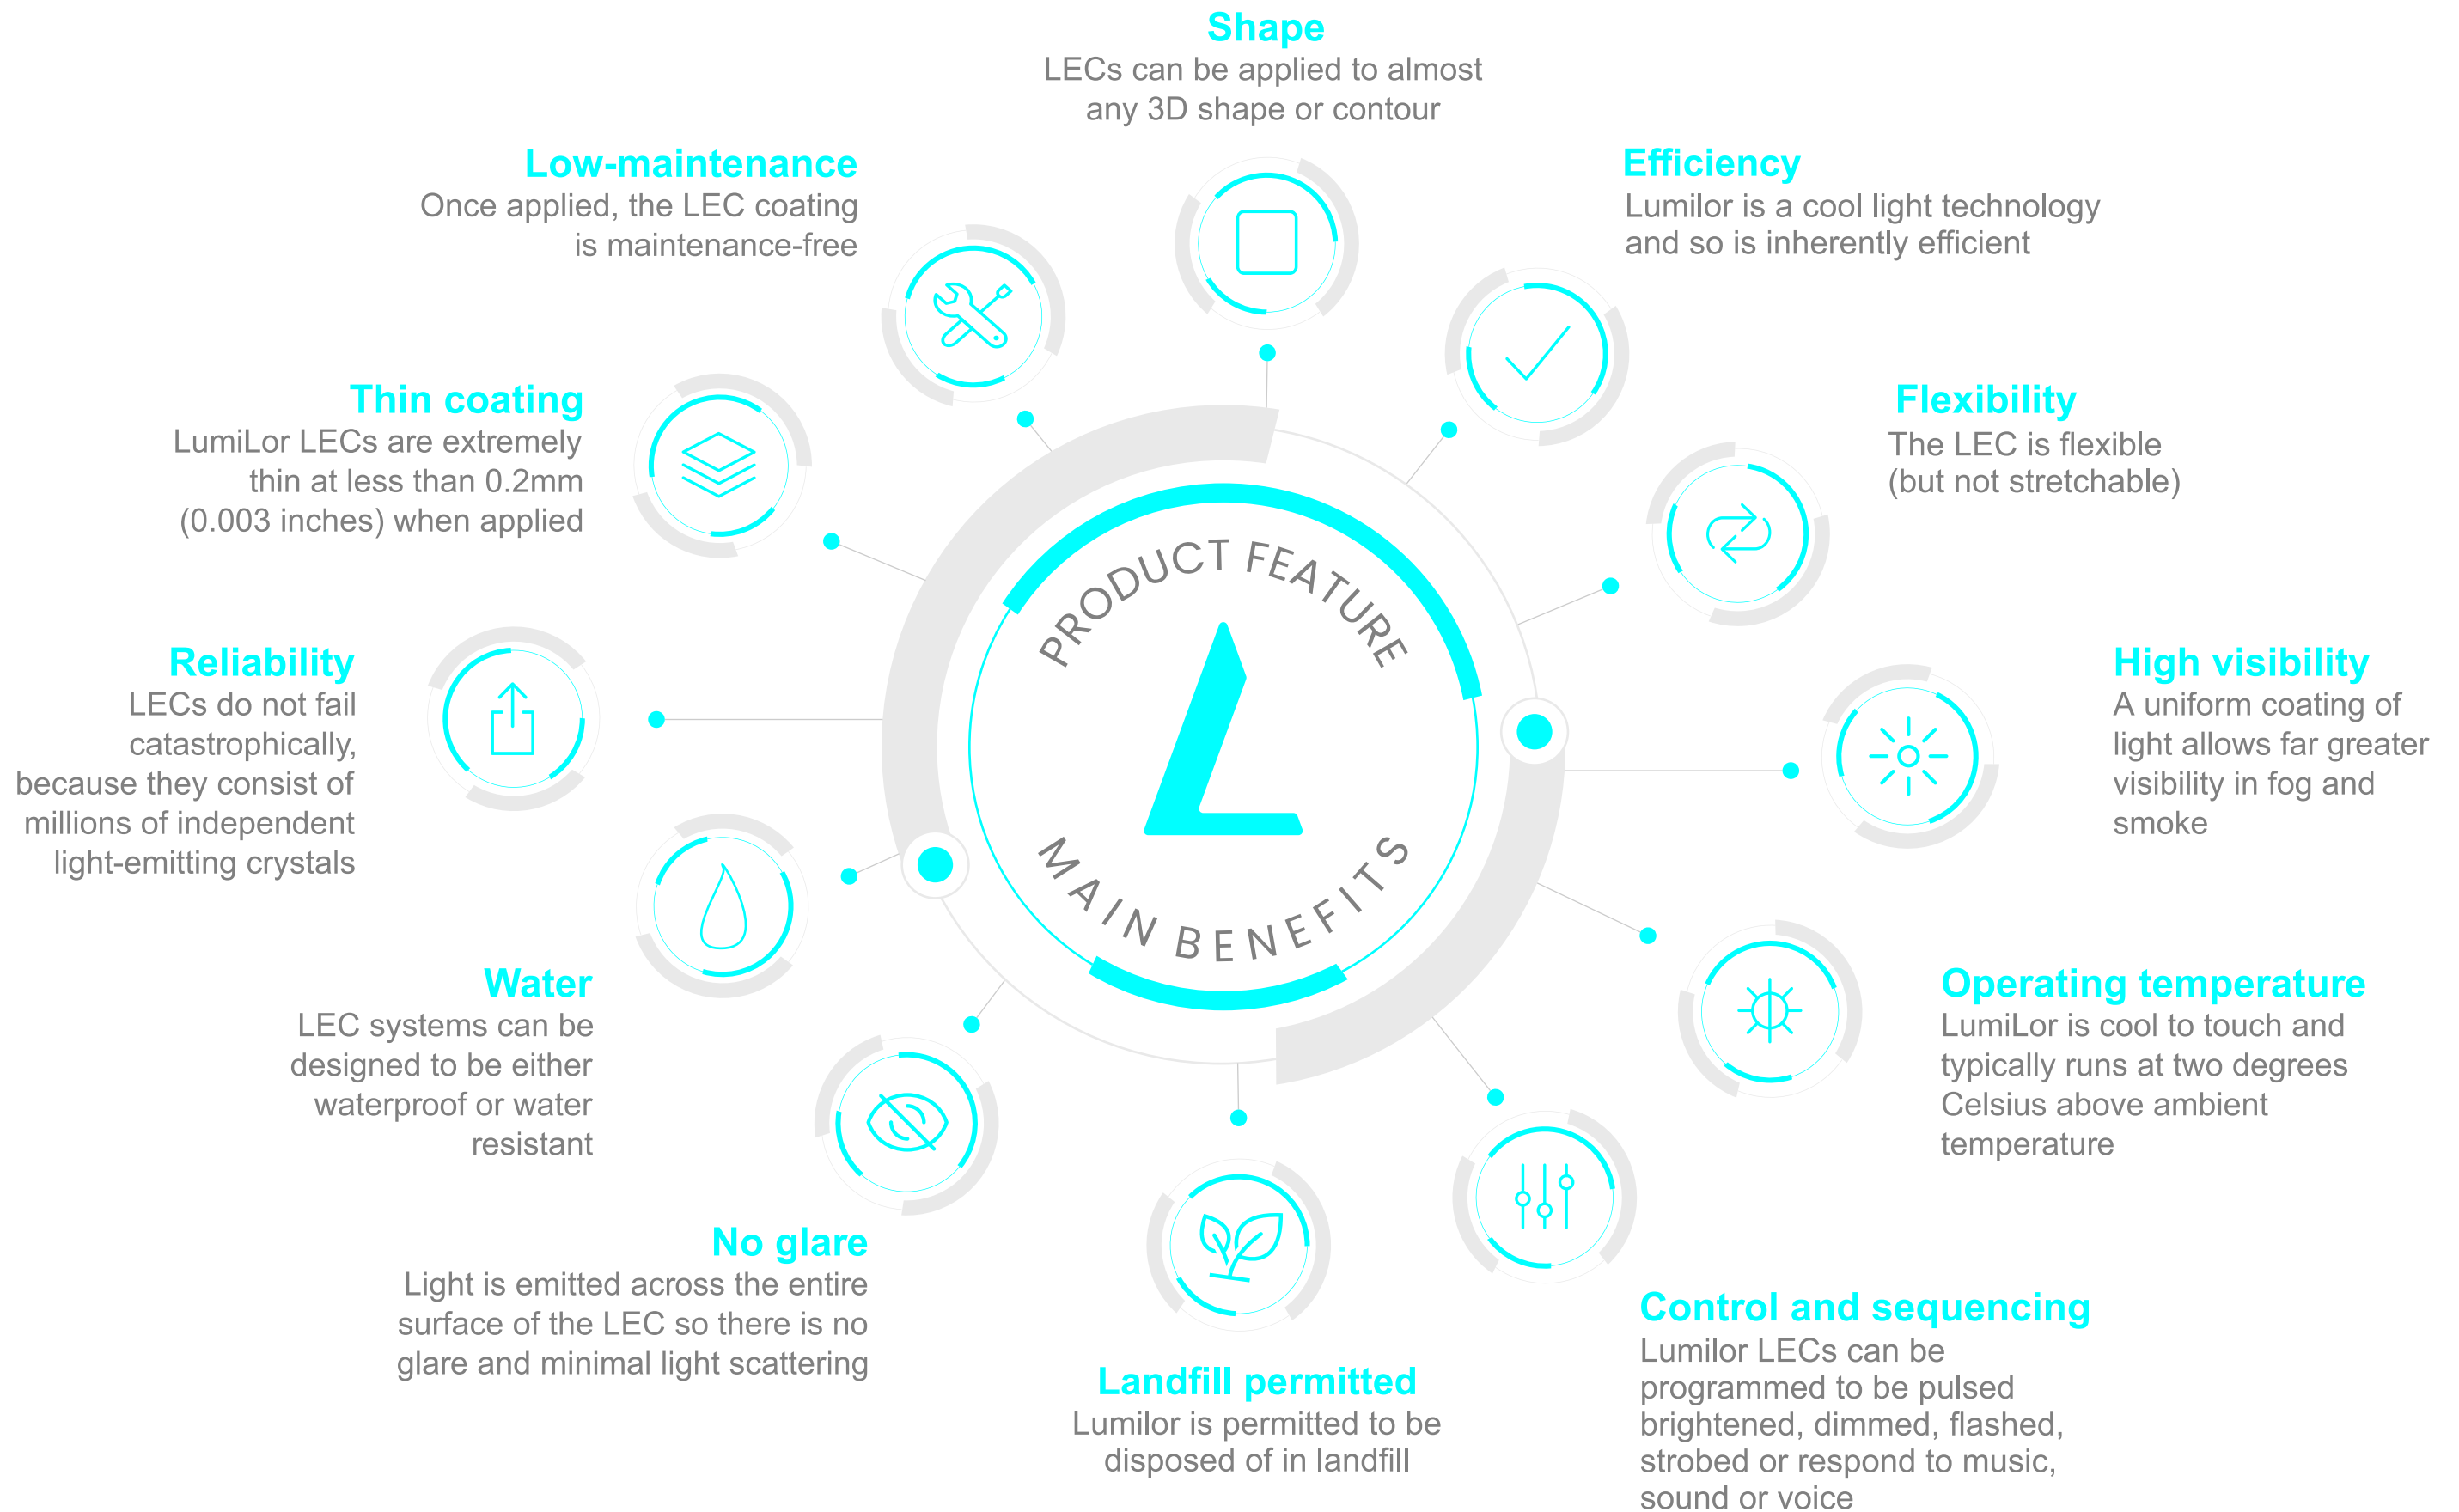 Shape
LECs can be applied to almost
any 3D shape or contour
Efficiency
Lumilor is a cool light technology
and so is inherently efficient
Flexibility
The LEC is flexible
(but not stretchable)
High visibility
A uniform coating of
light allows far greater
visibility in fog and
smoke
Operating temperature
LumiLor is cool to touch and
typically runs at two degrees
Celsius above ambient
temperature
Control and sequencing
Lumilor LECs can be
programmed to be pulsed
brightened, dimmed, flashed,
strobed or respond to music,
sound or voice
Landfill permitted
Lumilor is permitted to be
disposed of in landfill
No glare
Light is emitted across the entire
surface of the LEC so there is no
glare and minimal light scattering
Water
LEC systems can be
designed to be either
waterproof or water
resistant
Reliability
LECs do not fail
catastrophically,
because they consist of
millions of independent
light-emitting crystals
Thin coating
LumiLor LECs are extremely
thin at less than 0.2mm
(0.003 inches) when applied
Low-maintenance
Once applied, the LEC coating
is maintenance-free
PRODUCT FEATURE
L
MAIN BENEFITS